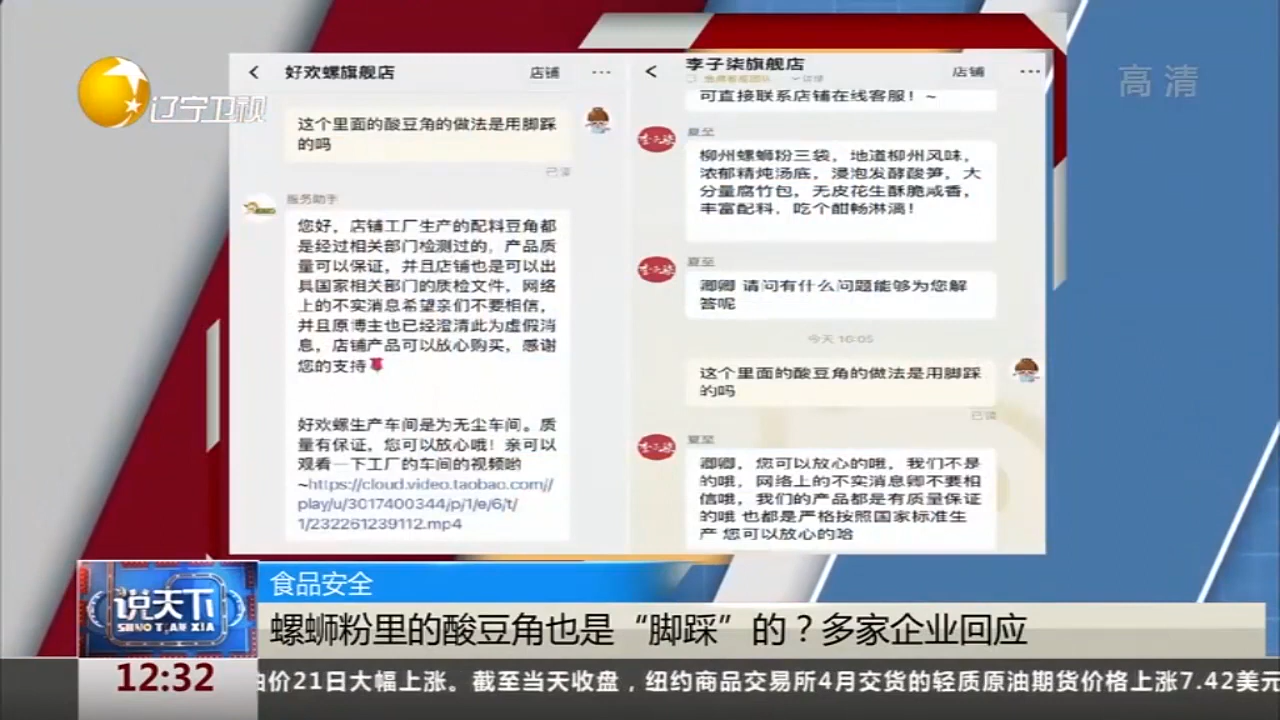 辽宁卫视
高清
好欢螺旗舰店
店铺
这个里面的酸豆角的做法是用脚踩
的吗
已读
服务助手
您好，店铺工厂生产的配料豆角都
是经过相关部门检测过的，产品质
量可以保证，并且店铺也是可以出
具国家相关部门的质检文件，网络
上的不实消息希望亲们不要相信，
并且原博主也已经澄清此为虚假消
息，店铺产品可以放心购买，感谢
您的支持
好欢螺生产车间是为无尘车间。质
量有保证，您可以放心哦！亲可以
观看一下工厂的车间的视频哟
~https://cloud.video.taobao.com//
play/u/3017400344/p/1/e/6/t/
1/232261239112.mp4
李子柒旗舰店
店铺
可直接联系店铺在线客服！~
夏至
柳州螺蛳粉三袋，地道柳州风味，
浓郁精炖汤底，浸泡发酵酸笋，大
分量腐竹包，无皮花生酥脆咸香，
丰富配料，吃个酣畅淋漓！
夏至
卿卿 请问有什么问题能够为您解
答呢
今天 16:05
这个里面的酸豆角的做法是用脚踩
的吗
已读
夏至
卿卿，您可以放心的哦，我们不是
的哦，网络上的不实消息卿不要相
信哦，我们的产品都是有质量保证
的哦 也都是严格按照国家标准生
产 您可以放心的哈
说天下
SHUO TIAN XIA
食品安全
螺蛳粉里的酸豆角也是“脚踩”的？多家企业回应
12:32
油价21日大幅上涨。截至当天收盘，纽约商品交易所4月交货的轻质原油期货价格上涨7.42美元